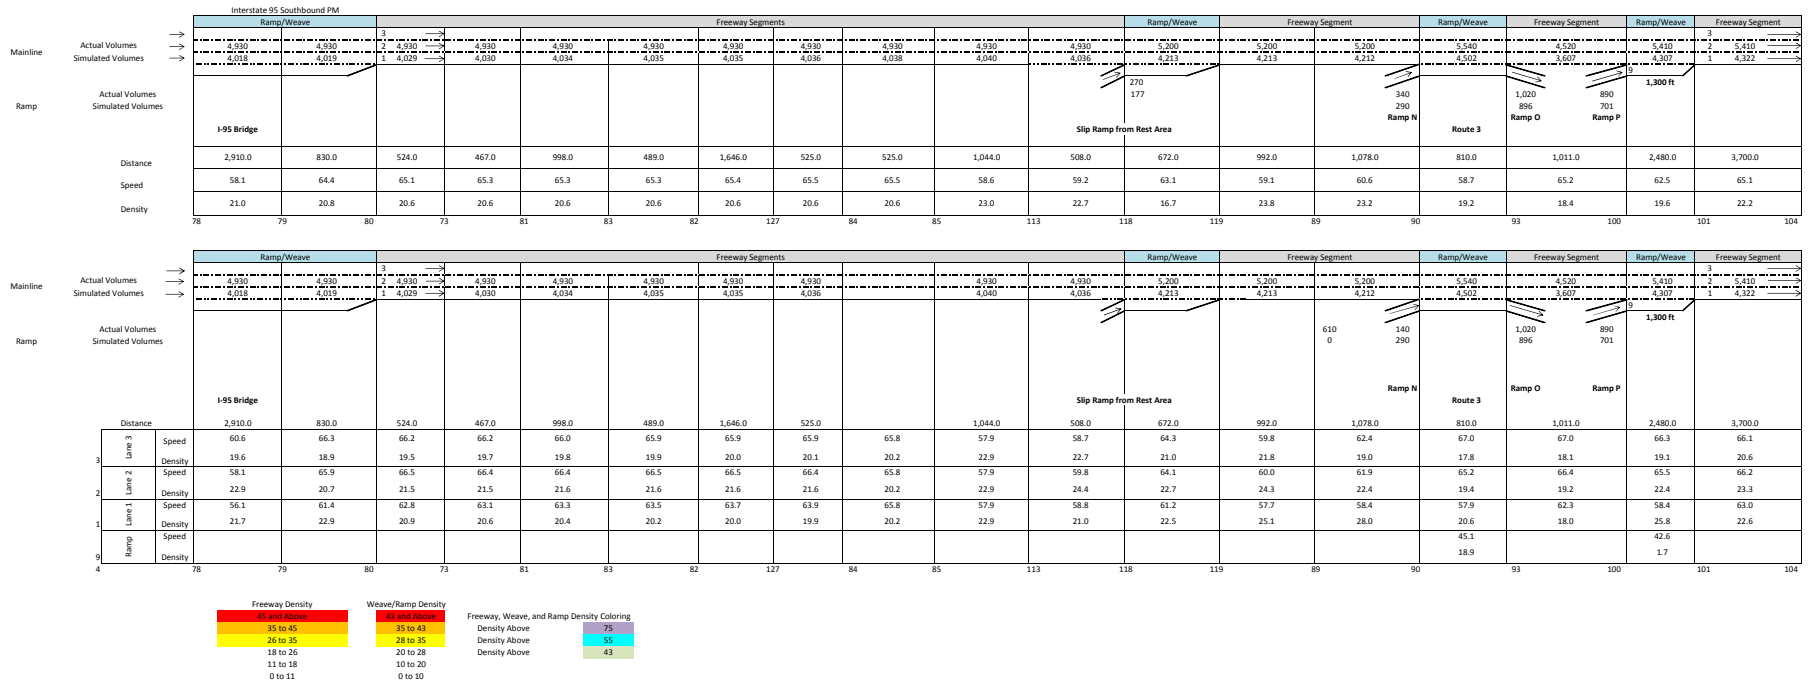 Interstate 95 Southbound PM
Ramp/Weave Freeway Segments Ramp/Weave Freeway Segment Ramp/Weave Freeway Segment Ramp/Weave Freeway Segment
3 3
Mainline Actual Volumes 4,930 4,930 2 4,930 4,930 4,930 4,930 4,930 4,930 4,930 4,930 4,930 5,200 5,200 5,200 5,540 4,520 5,410 2 5,410
Simulated Volumes 4,018 4,019 1 4,029 4,030 4,034 4,035 4,035 4,036 4,038 4,040 4,036 4,213 4,213 4,212 4,502 3,607 4,307 1 4,322
9
270 1,300 ft
Actual Volumes 177 340 1,020 890
Ramp Simulated Volumes 290 896 701
Ramp N Ramp O Ramp P
I-95 Bridge Slip Ramp from Rest Area Route 3
Distance 2,910.0 830.0 524.0 467.0 998.0 489.0 1,646.0 525.0 525.0 1,044.0 508.0 672.0 992.0 1,078.0 810.0 1,011.0 2,480.0 3,700.0
Speed 58.1 64.4 65.1 65.3 65.3 65.3 65.4 65.5 65.5 58.6 59.2 63.1 59.1 60.6 58.7 65.2 62.5 65.1
Density 21.0 20.8 20.6 20.6 20.6 20.6 20.6 20.6 20.6 23.0 22.7 16.7 23.8 23.2 19.2 18.4 19.6 22.2
78 79 80 73 81 83 82 127 84 85 113 118 119 89 90 93 100 101 104
Ramp/Weave Freeway Segments Ramp/Weave Freeway Segment Ramp/Weave Freeway Segment Ramp/Weave Freeway Segment
3 3
Mainline Actual Volumes 4,930 4,930 2 4,930 4,930 4,930 4,930 4,930 4,930 4,930 4,930 5,200 5,200 5,200 5,540 4,520 5,410 2 5,410
Simulated Volumes 4,018 4,019 1 4,029 4,030 4,034 4,035 4,035 4,036 4,040 4,036 4,213 4,213 4,212 4,502 3,607 4,307 1 4,322
9
1,300 ft
Actual Volumes 610 140 1,020 890
Ramp Simulated Volumes 0 290 896 701
Ramp N Ramp O Ramp P
I-95 Bridge Slip Ramp from Rest Area Route 3
Distance 2,910.0 830.0 524.0 467.0 998.0 489.0 1,646.0 525.0 1,044.0 508.0 672.0 992.0 1,078.0 810.0 1,011.0 2,480.0 3,700.0
Lane 3 Speed 60.6 66.3 66.2 66.2 66.0 65.9 65.9 65.9 65.8 57.9 58.7 64.3 59.8 62.4 67.0 67.0 66.3 66.1
3 Density 19.6 18.9 19.5 19.7 19.8 19.9 20.0 20.1 20.2 22.9 22.7 21.0 21.8 19.0 17.8 18.1 19.1 20.6
Lane 2 Speed 58.1 65.9 66.5 66.4 66.4 66.5 66.5 66.4 65.8 57.9 59.8 64.1 60.0 61.9 65.2 66.4 65.5 66.2
2 Density 22.9 20.7 21.5 21.5 21.6 21.6 21.6 21.6 20.2 22.9 24.4 22.7 24.3 22.4 19.4 19.2 22.4 23.3
Lane 1 Speed 56.1 61.4 62.8 63.1 63.3 63.5 63.7 63.9 65.8 57.9 58.8 61.2 57.7 58.4 57.9 62.3 58.4 63.0
1 Density 21.7 22.9 20.9 20.6 20.4 20.2 20.0 19.9 20.2 22.9 21.0 22.5 25.1 28.0 20.6 18.0 25.8 22.6
Ramp Speed 45.1 42.6
9 Density 18.9 1.7
4 78 79 80 73 81 83 82 127 84 85 113 118 119 89 90 93 100 101 104
Freeway Density Weave/Ramp Density
45 and Above 43 and Above Freeway, Weave, and Ramp Density Coloring
35 to 45 35 to 43 Density Above 75
26 to 35 28 to 35 Density Above 55
18 to 26 20 to 28 Density Above 43
11 to 18 10 to 20
0 to 11 0 to 10